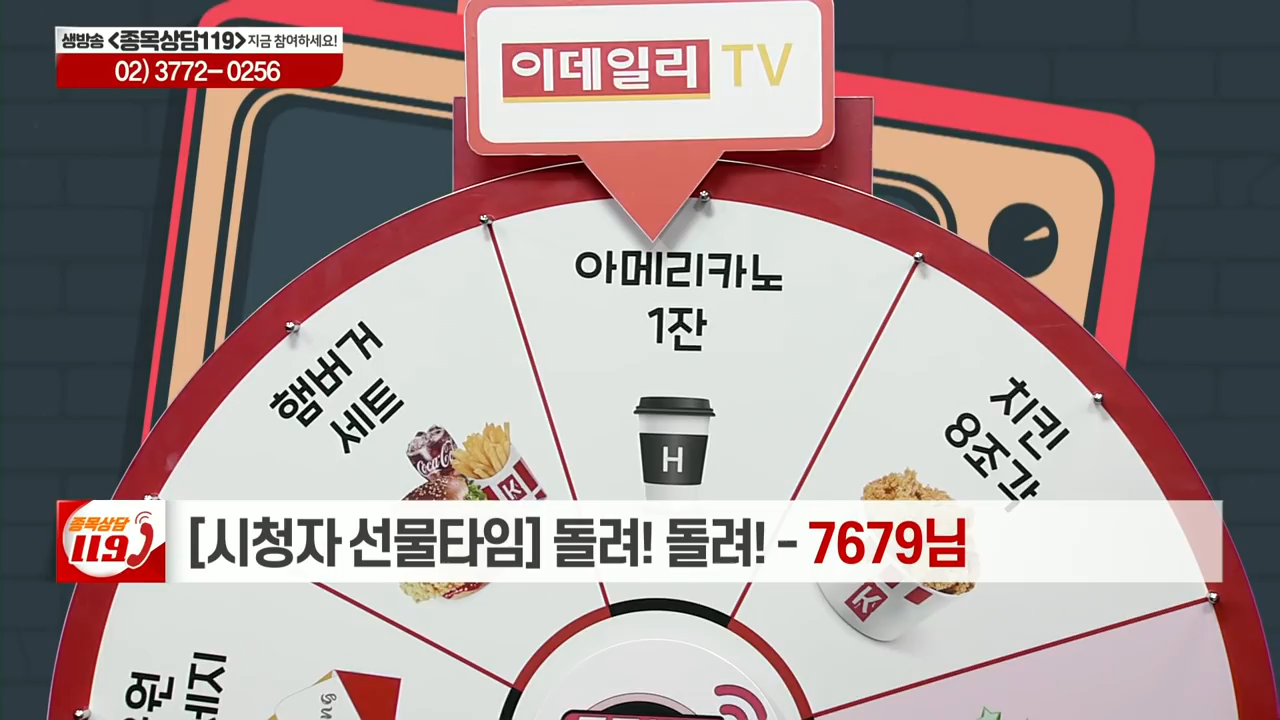 생방송 <종목상담119> 지금 참여하세요!
02) 3772-0256
이데일리 TV
아메리카노
1잔
햄버거
세트
치킨
8조각
Coca-Co
H
K
종목상담
119
[시청자 선물타임] 돌려! 돌려! - 7679님
K
원